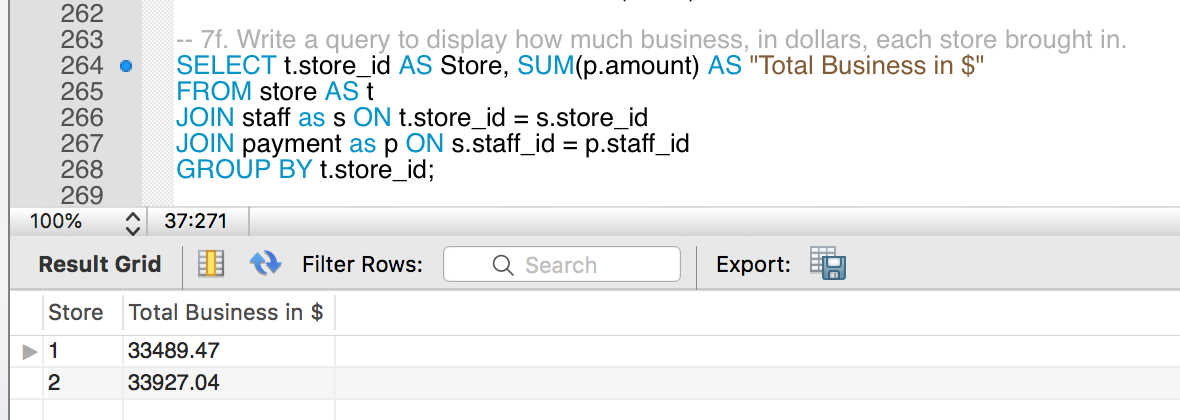 262
263 -- 7f. Write a query to display how much business, in dollars, each store brought in.
264 SELECT t.store_id AS Store, SUM(p.amount) AS "Total Business in $"
265 FROM store AS t
266 JOIN staff as s ON t.store_id = s.store_id
267 JOIN payment as p ON s.staff_id = p.staff_id
268 GROUP BY t.store_id;
269
100% 37:271
Result Grid Filter Rows: Search Export:
Store Total Business in $
1 33489.47
2 33927.04